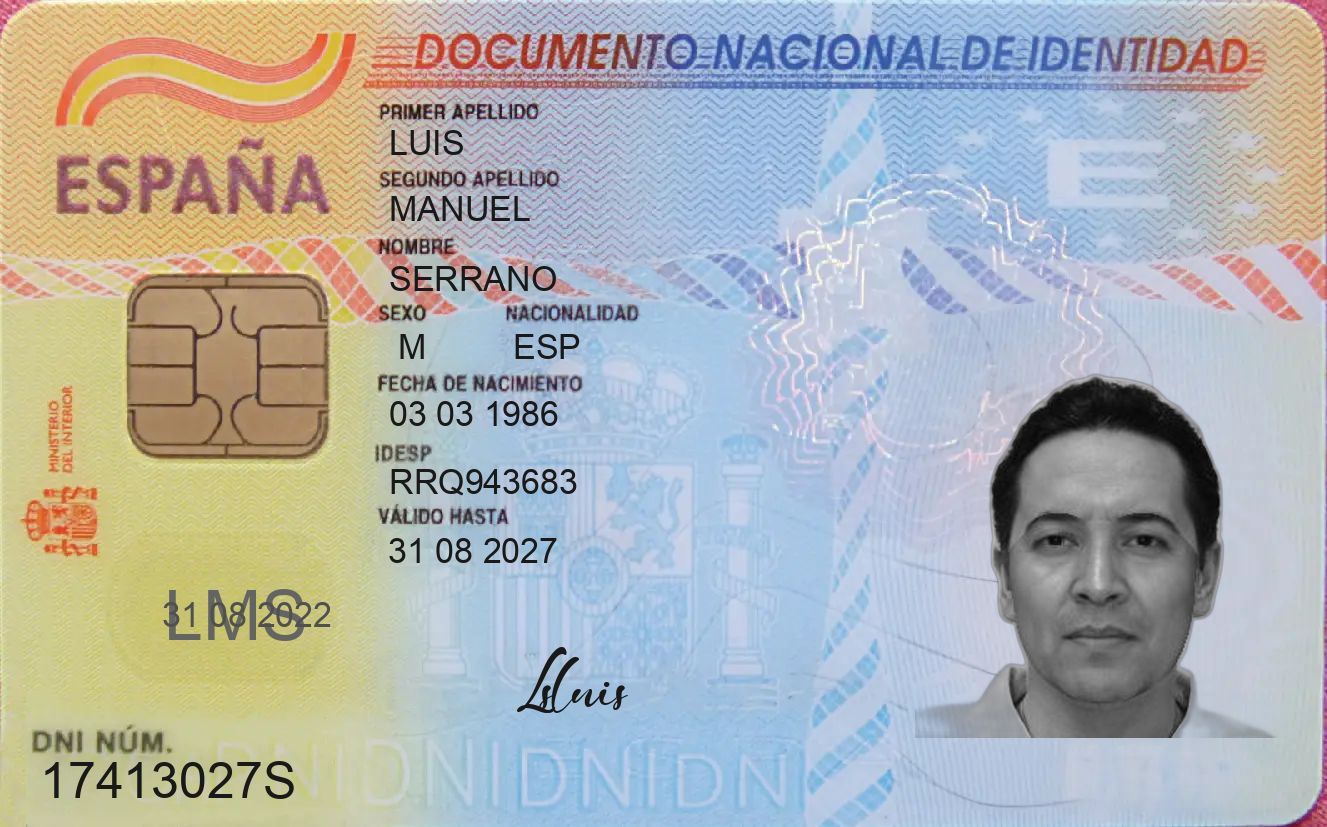 DOCUMENTO NACIONAL DE IDENTIDAD
ESPAÑA
PRIMER APELLIDO
LUIS
SEGUNDO APELLIDO
MANUEL
NOMBRE
SERRANO
SEXO NACIONALIDAD
M ESP
FECHA DE NACIMIENTO
03 03 1986
IDESP
RRQ943683
VÁLIDO HASTA
31 08 2027
MINISTERIO
DEL INTERIOR
E
31 08 2022
LMS
LsLuis
DNI NÚM.
17413027S
DNIDNIDNIDNI